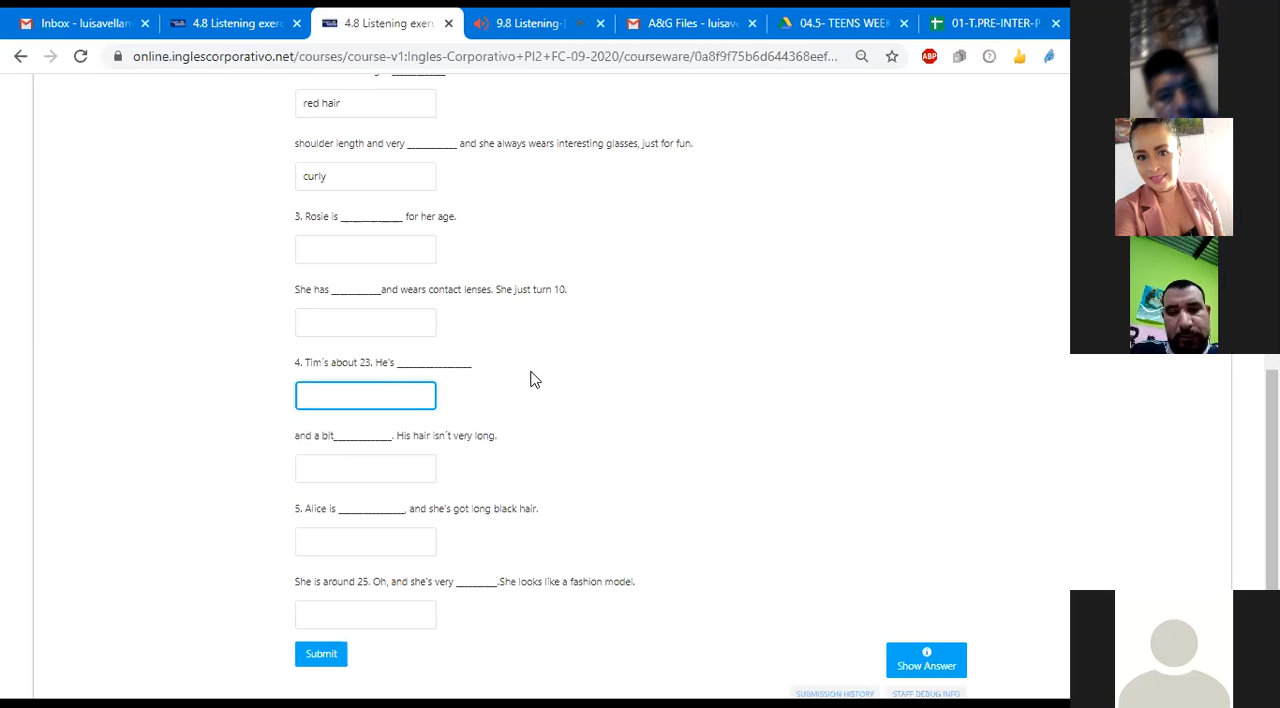 Inbox - luisavellan
4.8 Listening exerc
4.8 Listening exerc
9.8 Listening-
A&G Files - luisave
04.5- TEENS WEEK
01-T.PRE-INTER-P
online.inglescorporativo.net/courses/course-v1:Ingles-Corporativo+PI2+FC-09-2020/courseware/0a8f9f75b6d644368eef...
ABP
red hair
shoulder length and very __________ and she always wears interesting glasses, just for fun.
curly
3. Rosie is _____________ for her age.
She has __________and wears contact lenses. She just turn 10.
4. Tim´s about 23. He's _______________
and a bit____________. His hair isn´t very long.
5. Alice is ______________, and she's got long black hair.
She is around 25. Oh, and she's very ________.She looks like a fashion model.
Submit
Show Answer
SUBMISSION HISTORY
STAFF DEBUG INFO